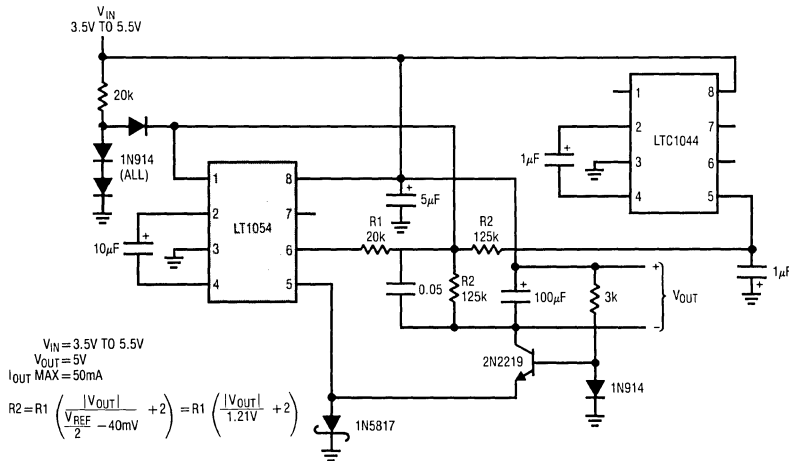 VIN
3.5V TO 5.5V
20k
1N914
(ALL)
10µF
+
1
2
3
4
LT1054
8
7
6
5
5µF
+
R1
20k
R2
125k
0.05
R2
125k
100µF
+
3k
+
VOUT
−
1µF
+
1
2
3
4
LTC1044
8
7
6
5
1µF
+
2N2219
1N914
1N5817
VIN = 3.5V TO 5.5V
VOUT = 5V
IOUT MAX = 50mA
R2 = R1 ( |VOUT| / (VREF/2 − 40mV) + 2 ) = R1 ( |VOUT| / 1.21V + 2 )